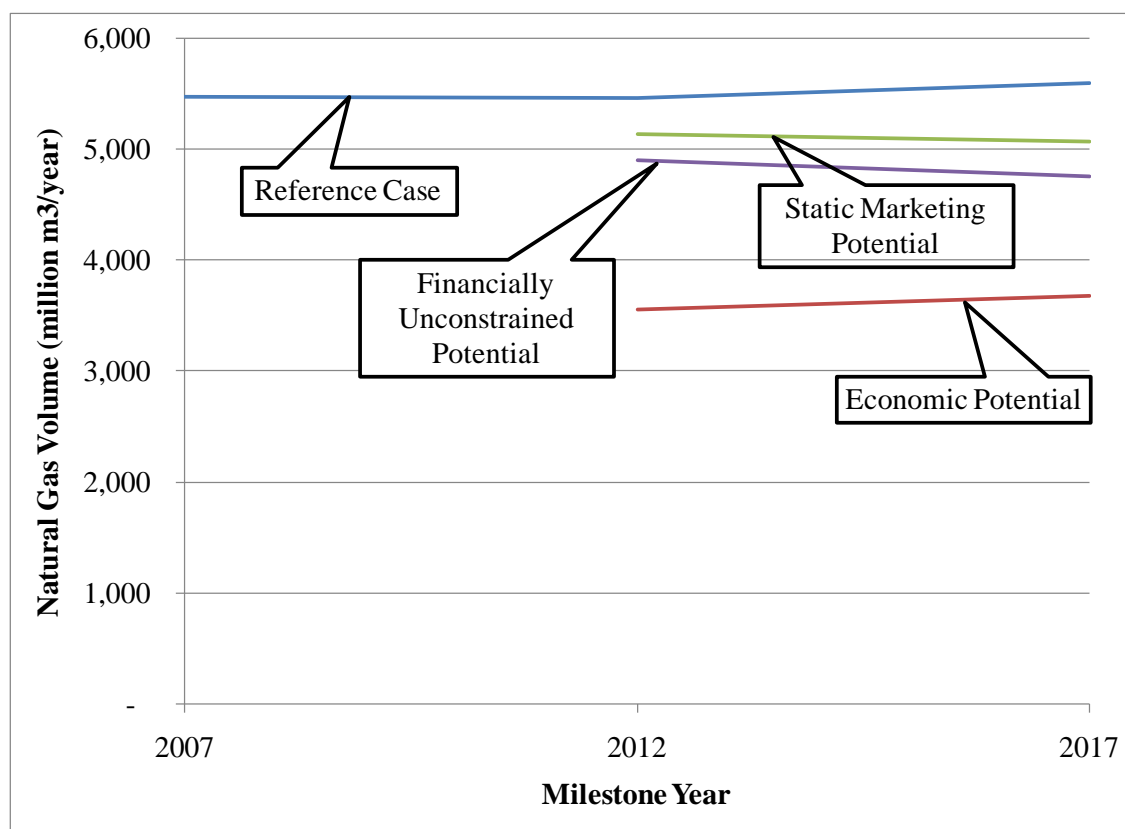 6,000
5,000
4,000
3,000
2,000
1,000
-
Natural Gas Volume (million m3/year)
Reference Case
Static Marketing
Potential
Financially
Unconstrained
Potential
Economic Potential
2007
2012
2017
Milestone Year